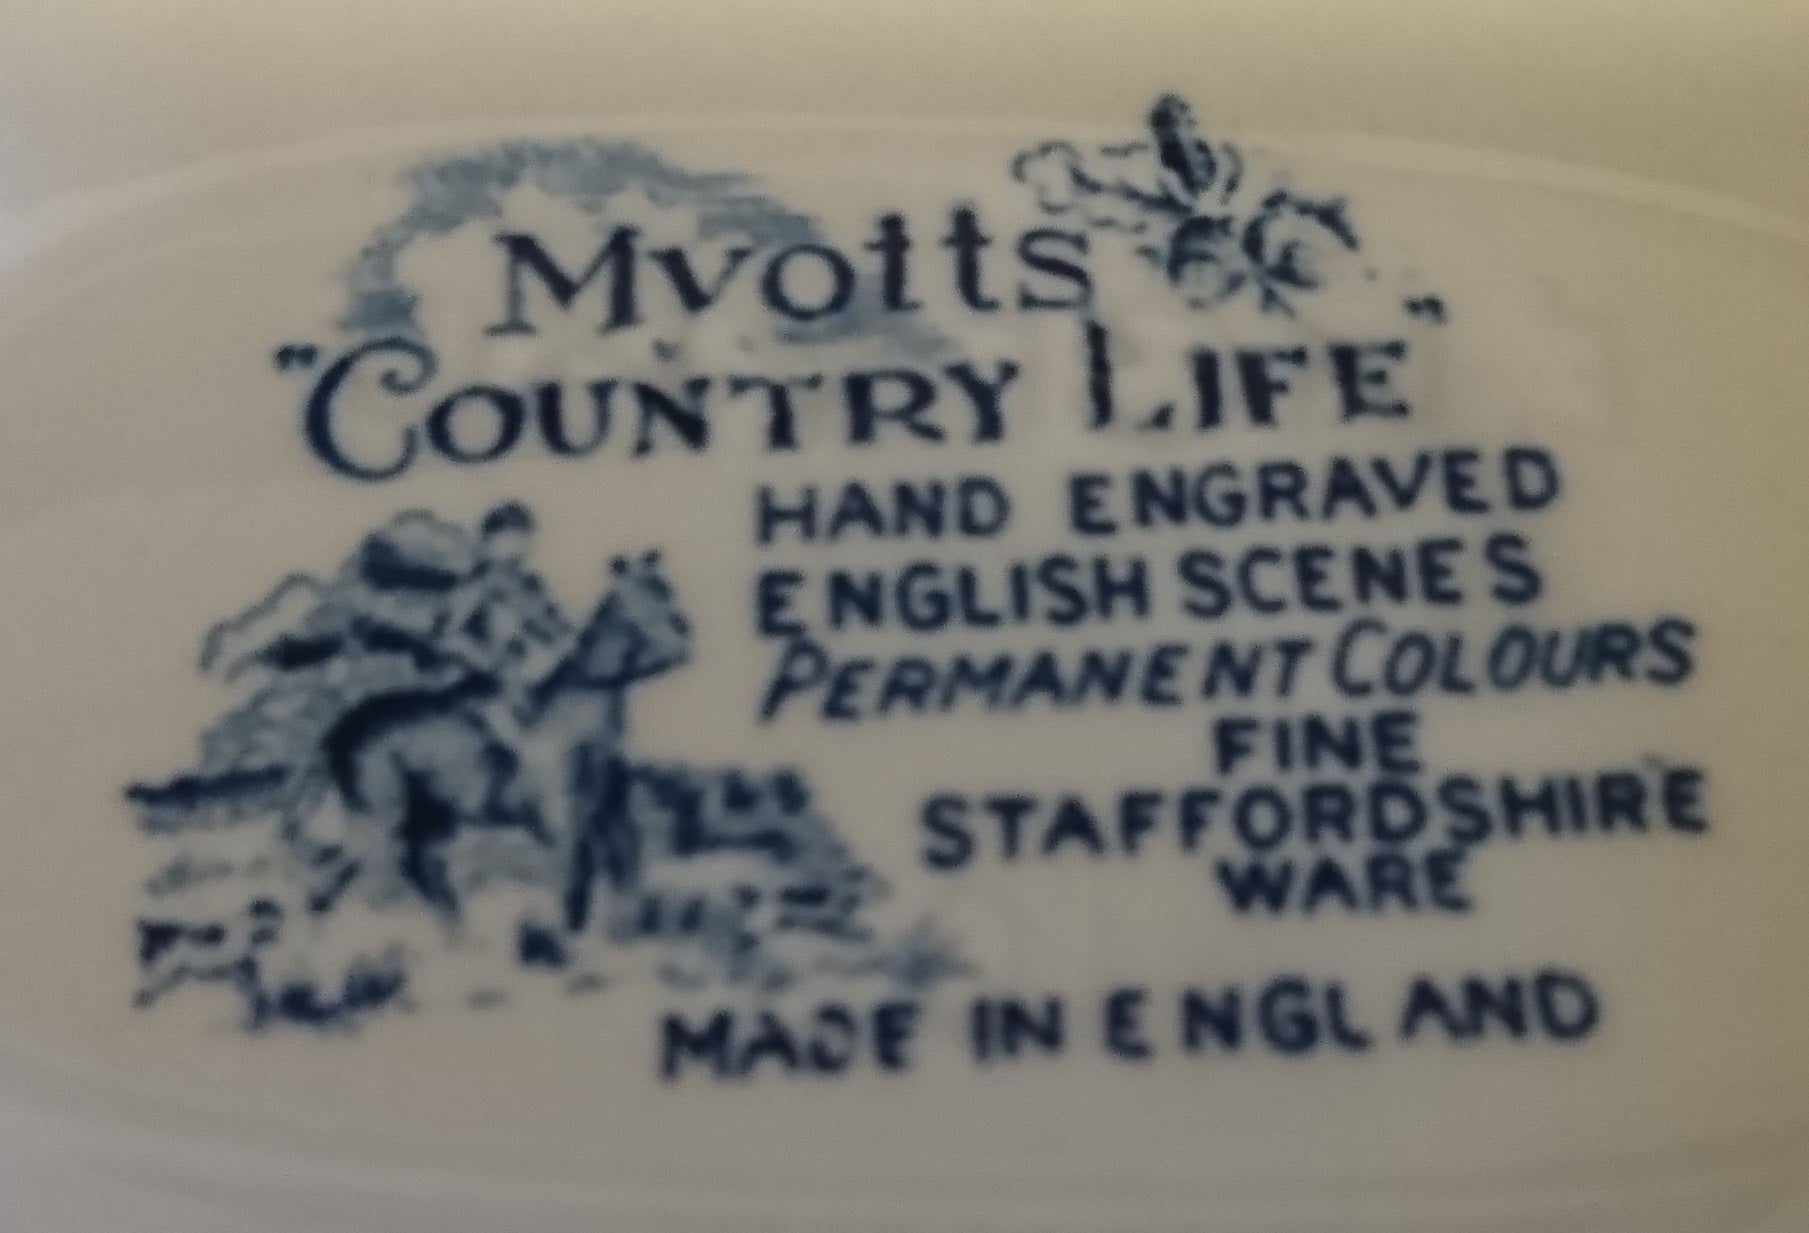 Myotts
"COUNTRY LIFE"
HAND ENGRAVED
ENGLISH SCENES
PERMANENT COLOURS
FINE
STAFFORDSHIRE
WARE
MADE IN ENGLAND